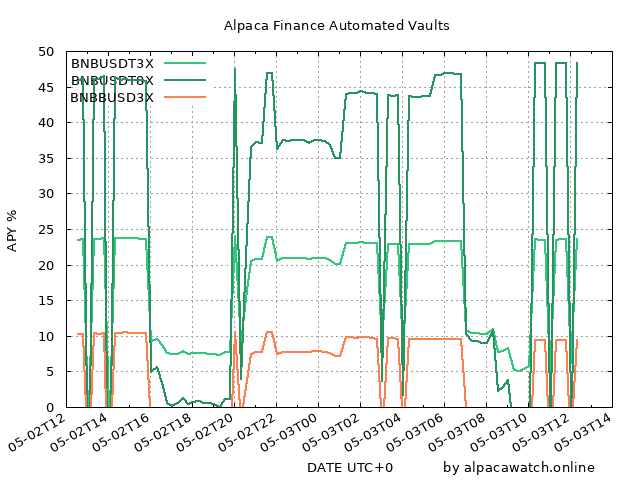 Alpaca Finance Automated Vaults
BNBUSDT3X
BNBUSDT8X
BNBBUSD3X
50
45
40
35
30
25
20
15
10
5
0
APY %
05-02T12
05-02T14
05-02T16
05-02T18
05-02T20
05-02T22
05-03T00
05-03T02
05-03T04
05-03T06
05-03T08
05-03T10
05-03T12
05-03T14
DATE UTC+0
by alpacawatch.online